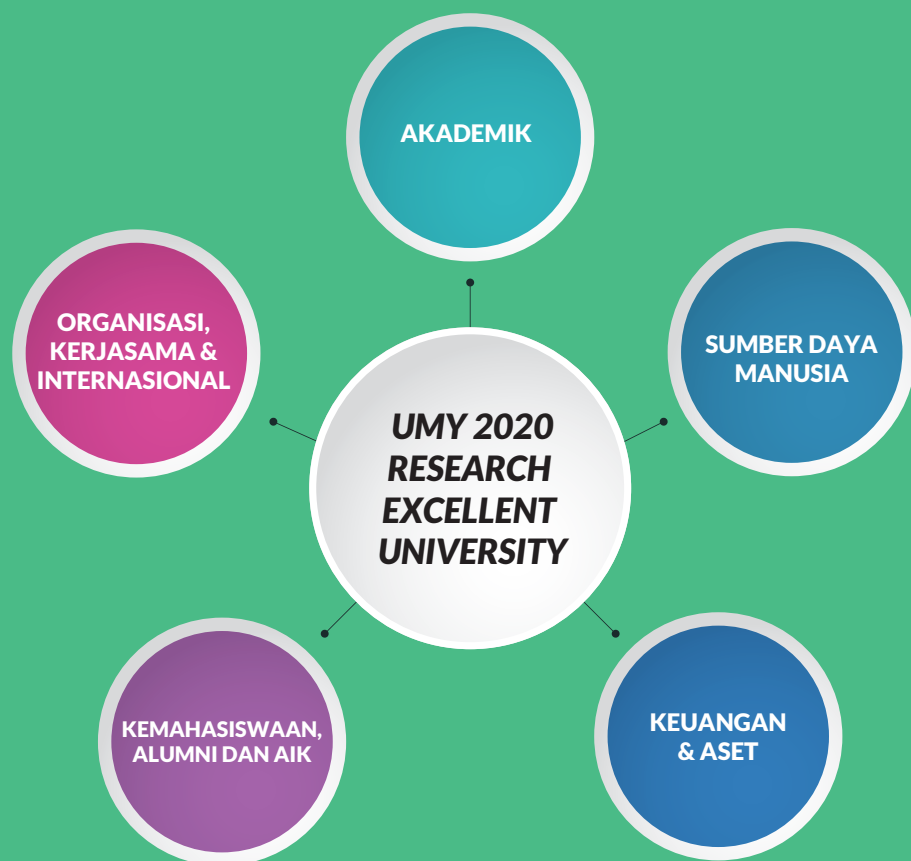 AKADEMIK
ORGANISASI,
KERJASAMA &
INTERNASIONAL
SUMBER DAYA
MANUSIA
UMY 2020
RESEARCH
EXCELLENT
UNIVERSITY
KEMAHASISWAAN,
ALUMNI DAN AIK
KEUANGAN
& ASET